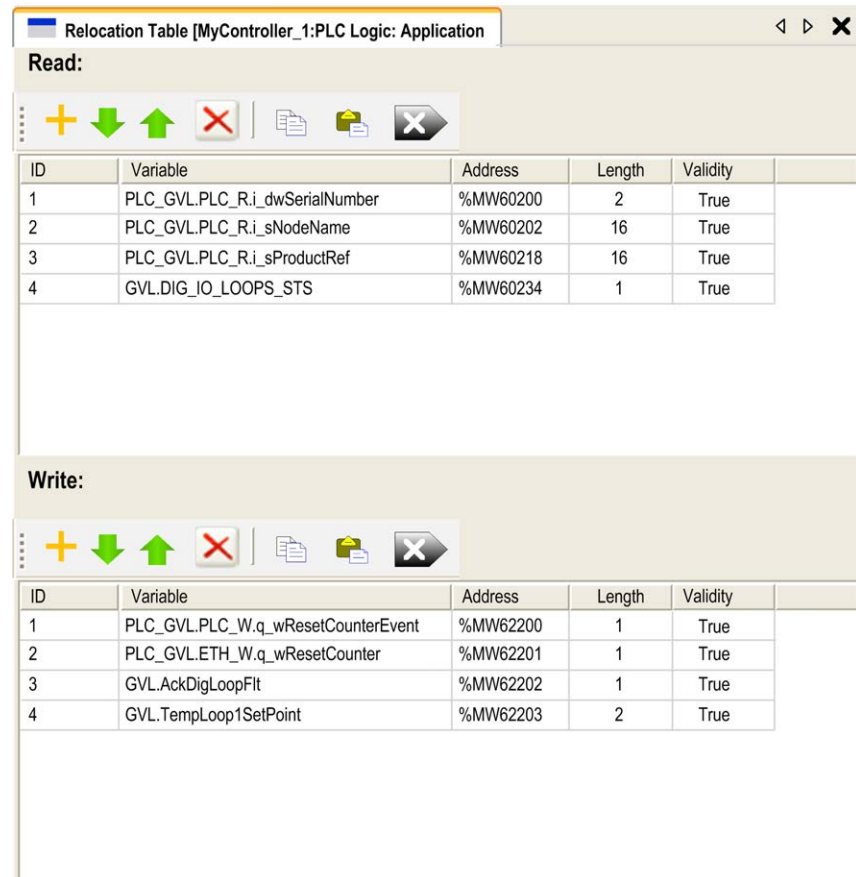 Relocation Table [MyController_1:PLC Logic: Application
Read:
ID Variable Address Length Validity
1 PLC_GVL.PLC_R.i_dwSerialNumber %MW60200 2 True
2 PLC_GVL.PLC_R.i_sNodeName %MW60202 16 True
3 PLC_GVL.PLC_R.i_sProductRef %MW60218 16 True
4 GVL.DIG_IO_LOOPS_STS %MW60234 1 True
Write:
ID Variable Address Length Validity
1 PLC_GVL.PLC_W.q_wResetCounterEvent %MW62200 1 True
2 PLC_GVL.ETH_W.q_wResetCounter %MW62201 1 True
3 GVL.AckDigLoopFlt %MW62202 1 True
4 GVL.TempLoop1SetPoint %MW62203 2 True